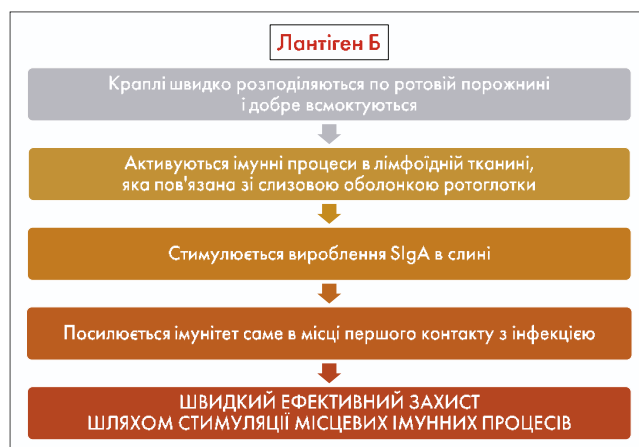 Лантіген Б
Краплі швидко розподіляються по ротовій порожнині
і добре всмоктуються
Активуються імунні процеси в лімфоїдній тканині,
яка пов'язана зі слизовою оболонкою ротоглотки
Стимулюється вироблення SIgA в слині
Посилюється імунітет саме в місці першого контакту з інфекцією
ШВИДКИЙ ЕФЕКТИВНИЙ ЗАХИСТ
ШЛЯХОМ СТИМУЛЯЦІЇ МІСЦЕВИХ ІМУННИХ ПРОЦЕСІВ